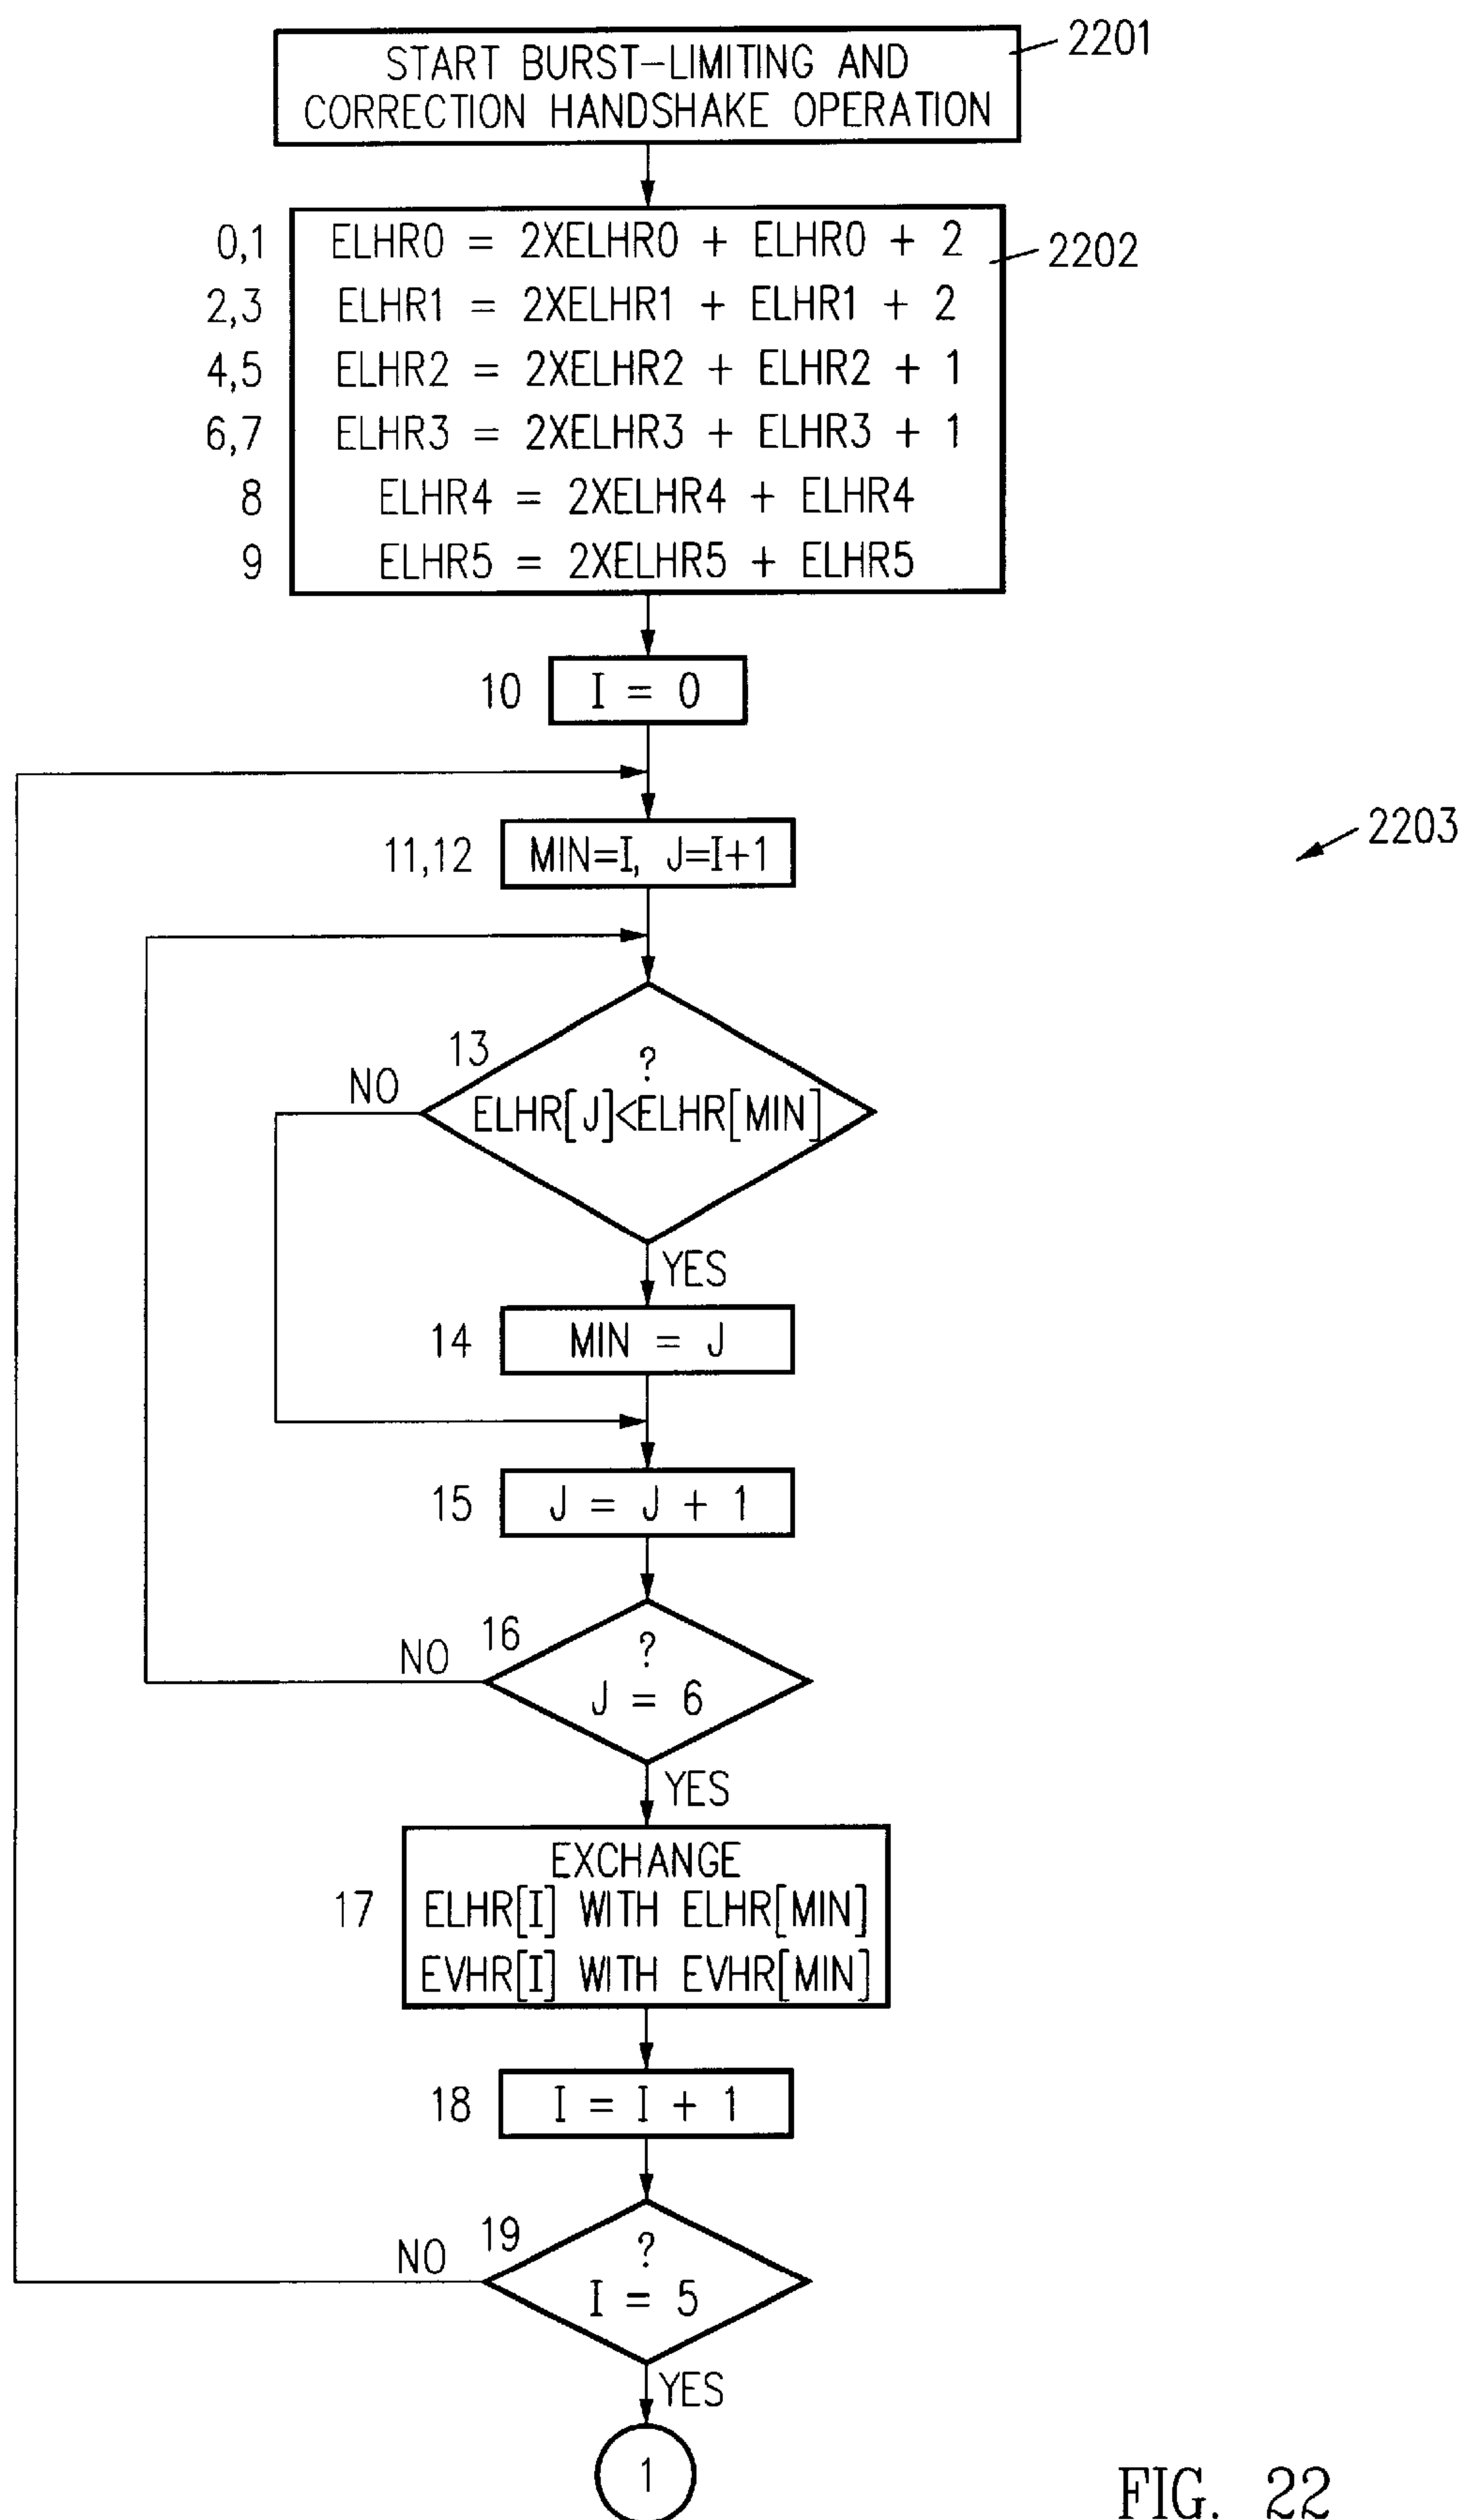 START BURST-LIMITING AND
CORRECTION HANDSHAKE OPERATION
2201
0,1 ELHR0 = 2XELHR0 + ELHR0 + 2
2202
2,3 ELHR1 = 2XELHR1 + ELHR1 + 2
4,5 ELHR2 = 2XELHR2 + ELHR2 + 1
6,7 ELHR3 = 2XELHR3 + ELHR3 + 1
8 ELHR4 = 2XELHR4 + ELHR4
9 ELHR5 = 2XELHR5 + ELHR5
10 I = 0
2203
11,12 MIN=I, J=I+1
13
?
NO
ELHR[J]<ELHR[MIN]
YES
14 MIN = J
15 J = J + 1
16
?
NO
J = 6
YES
EXCHANGE
17 ELHR[I] WITH ELHR[MIN]
EVHR[I] WITH EVHR[MIN]
18 I = I + 1
19
?
NO
I = 5
YES
1
FIG. 22